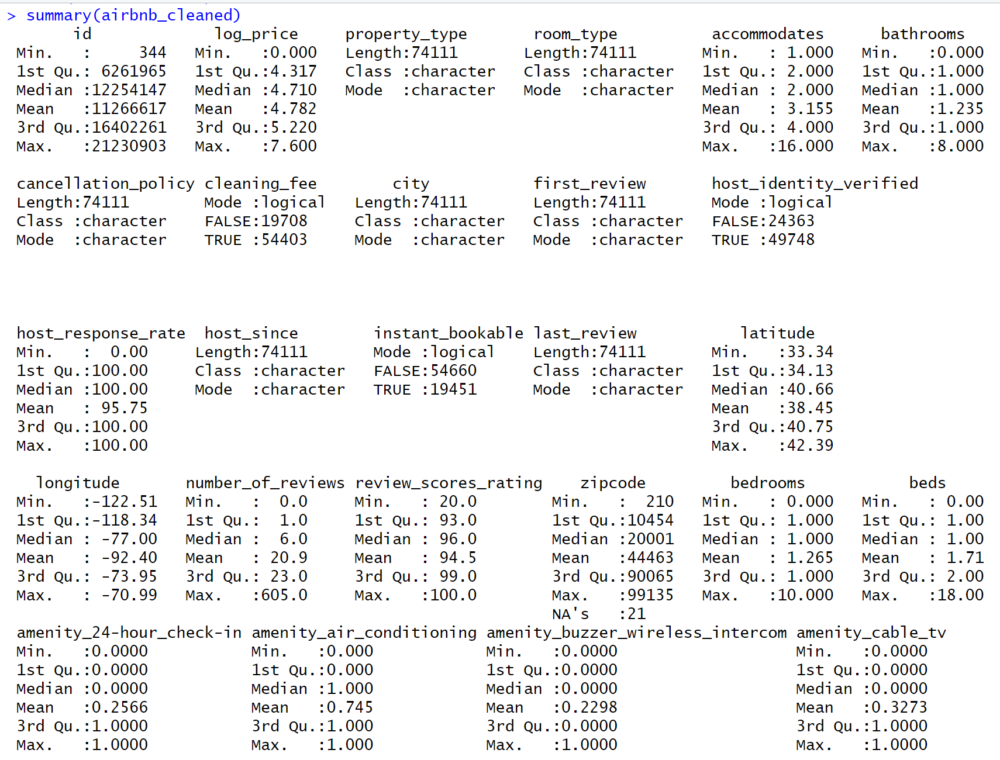 > summary(airbnb_cleaned)
      id              log_price     property_type      room_type          accommodates      bathrooms
 Min.   :     344   Min.   :0.000   Length:74111       Length:74111       Min.   : 1.000   Min.   :0.000
 1st Qu.: 6261965   1st Qu.:4.317   Class :character   Class :character   1st Qu.: 2.000   1st Qu.:1.000
 Median :12254147   Median :4.710   Mode  :character   Mode  :character   Median : 2.000   Median :1.000
 Mean   :11266617   Mean   :4.782                                         Mean   : 3.155   Mean   :1.235
 3rd Qu.:16402261   3rd Qu.:5.220                                         3rd Qu.: 4.000   3rd Qu.:1.000
 Max.   :21230903   Max.   :7.600                                         Max.   :16.000   Max.   :8.000
 cancellation_policy cleaning_fee        city           first_review       host_identity_verified
 Length:74111        Mode :logical   Length:74111       Length:74111       Mode :logical
 Class :character    FALSE:19708     Class :character   Class :character   FALSE:24363
 Mode  :character    TRUE :54403     Mode  :character   Mode  :character   TRUE :49748
 host_response_rate  host_since        instant_bookable last_review           latitude
 Min.   :  0.00     Length:74111       Mode :logical    Length:74111       Min.   :33.34
 1st Qu.:100.00     Class :character   FALSE:54660      Class :character   1st Qu.:34.13
 Median :100.00     Mode  :character   TRUE :19451      Mode  :character   Median :40.66
 Mean   : 95.75                                                            Mean   :38.45
 3rd Qu.:100.00                                                            3rd Qu.:40.75
 Max.   :100.00                                                            Max.   :42.39
   longitude       number_of_reviews review_scores_rating    zipcode         bedrooms           beds
 Min.   :-122.51   Min.   :  0.0     Min.   : 20.0        Min.   :  210   Min.   : 0.000   Min.   : 0.00
 1st Qu.:-118.34   1st Qu.:  1.0     1st Qu.: 93.0        1st Qu.:10454   1st Qu.: 1.000   1st Qu.: 1.00
 Median : -77.00   Median :  6.0     Median : 96.0        Median :20001   Median : 1.000   Median : 1.00
 Mean   : -92.40   Mean   : 20.9     Mean   : 94.5        Mean   :44463   Mean   : 1.265   Mean   : 1.71
 3rd Qu.: -73.95   3rd Qu.: 23.0     3rd Qu.: 99.0        3rd Qu.:90065   3rd Qu.: 1.000   3rd Qu.: 2.00
 Max.   : -70.99   Max.   :605.0     Max.   :100.0        Max.   :99135   Max.   :10.000   Max.   :18.00
                                                          NA's   :21
 amenity_24-hour_check-in amenity_air_conditioning amenity_buzzer_wireless_intercom amenity_cable_tv
 Min.   :0.0000           Min.   :0.000            Min.   :0.0000                   Min.   :0.0000
 1st Qu.:0.0000           1st Qu.:0.000            1st Qu.:0.0000                   1st Qu.:0.0000
 Median :0.0000           Median :1.000            Median :0.0000                   Median :0.0000
 Mean   :0.2566           Mean   :0.745            Mean   :0.2298                   Mean   :0.3273
 3rd Qu.:1.0000           3rd Qu.:1.000            3rd Qu.:0.0000                   3rd Qu.:1.0000
 Max.   :1.0000           Max.   :1.000            Max.   :1.0000                   Max.   :1.0000